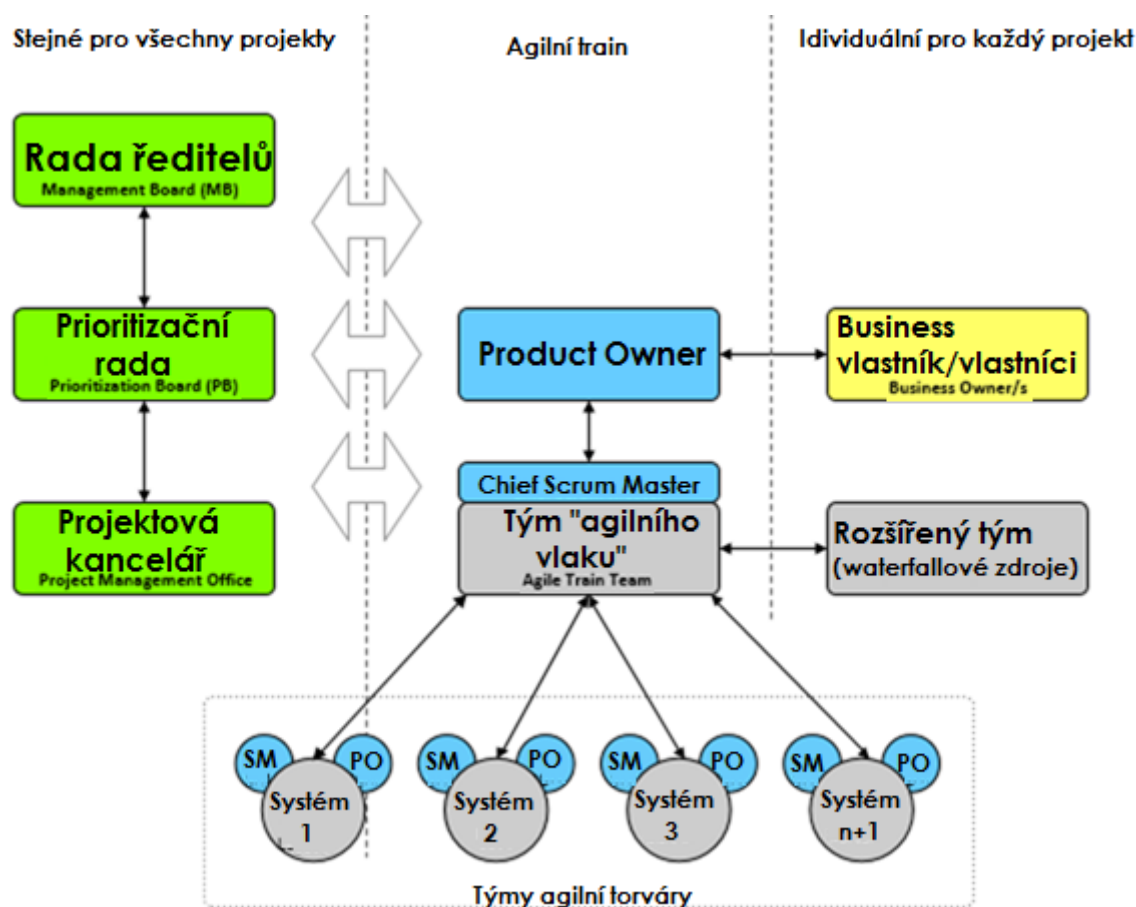 Stejné pro všechny projekty
Agilní train
Idividuální pro každý projekt
Rada ředitelů
Management Board (MB)
Prioritizační
rada
Prioritization Board (PB)
Product Owner
Business
vlastník/vlastníci
Business Owner/s
Chief Scrum Master
Projektová
kancelář
Project Management Office
Tým "agilního
vlaku"
Agile Train Team
Rozšířený tým
(waterfallové zdroje)
SM
PO
Systém
1
SM
PO
Systém
2
SM
PO
Systém
3
SM
PO
Systém
n+1
Týmy agilní torváry